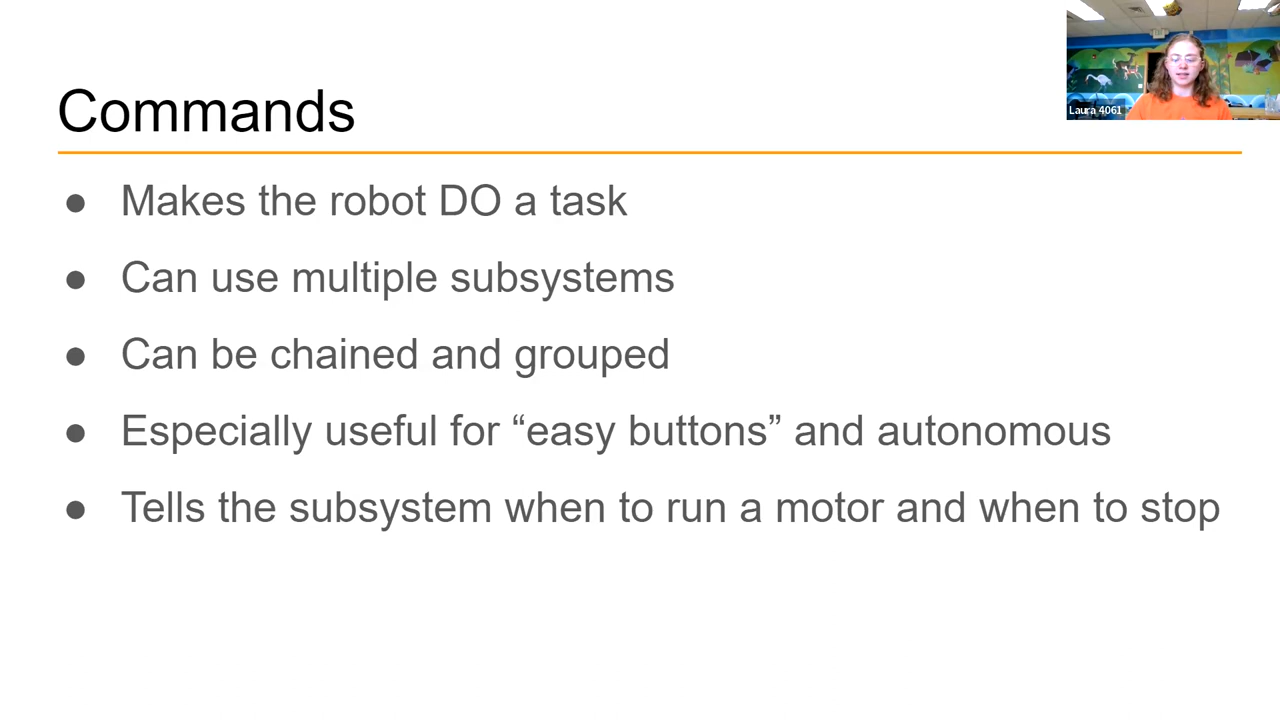 Laura 4061
Commands
● Makes the robot DO a task
● Can use multiple subsystems
● Can be chained and grouped
● Especially useful for “easy buttons” and autonomous
● Tells the subsystem when to run a motor and when to stop